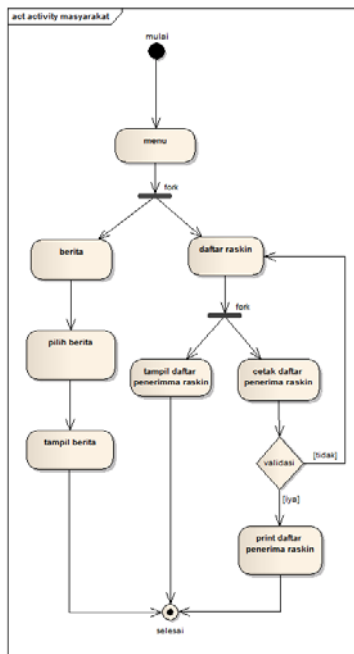 act activity masyarakat
mulai
menu
fork
berita
daftar raskin
pilih berita
fork
tampil daftar
penerimma raskin
cetak daftar
penerima raskin
tampil berita
validasi
[tidak]
[iya]
print daftar
penerima raskin
selesai